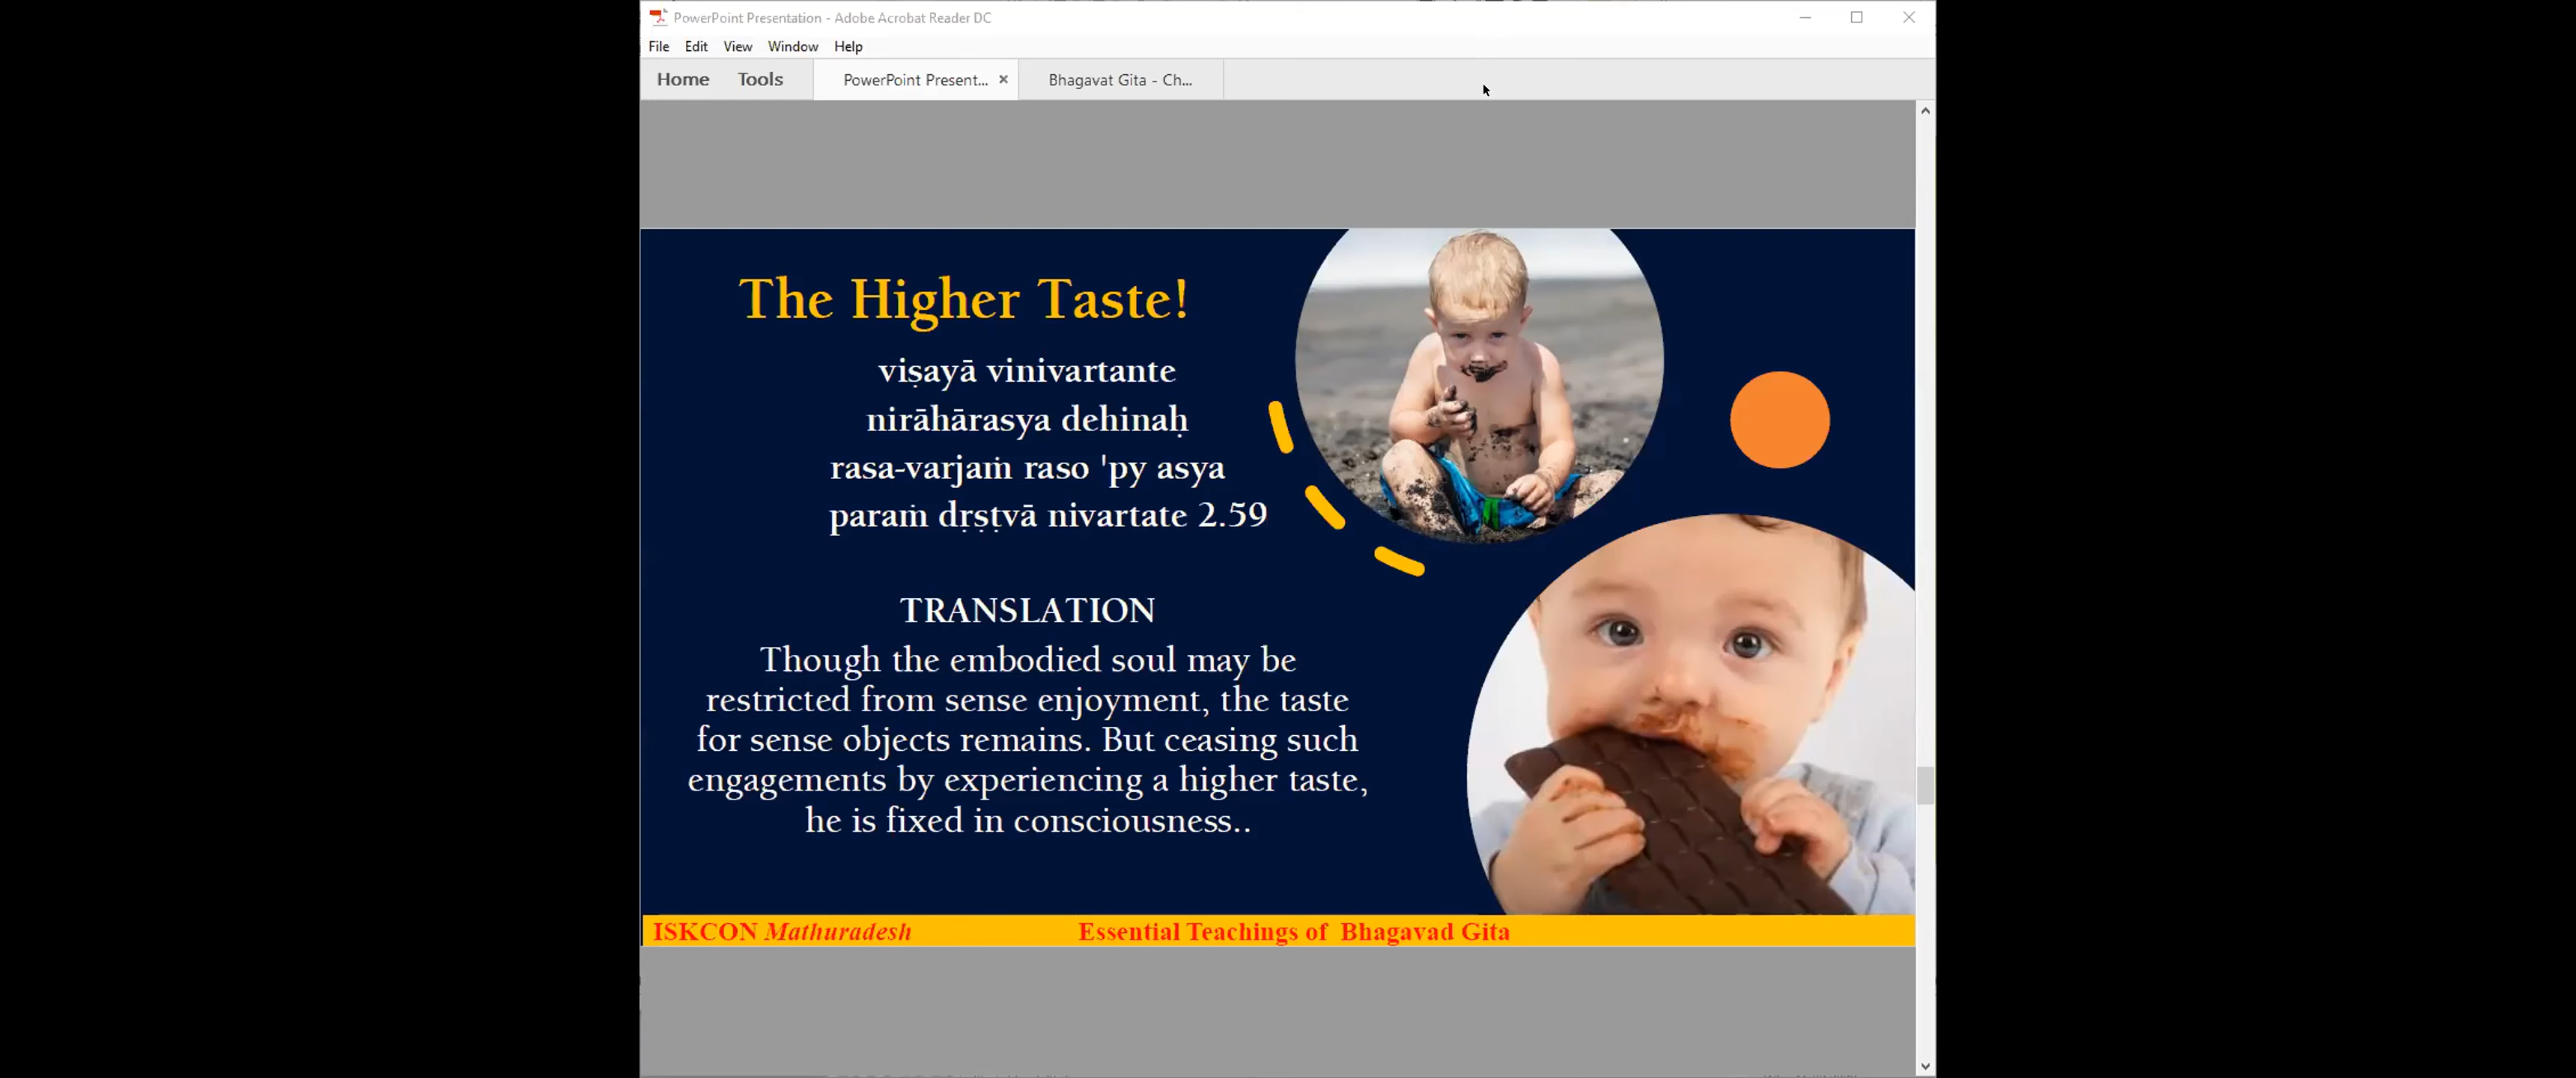 PowerPoint Presentation - Adobe Acrobat Reader DC
File Edit View Window Help
Home Tools PowerPoint Present... × Bhagavat Gita - Ch...
The Higher Taste!
viṣayā vinivartante
nirāhārasya dehinaḥ
rasa-varjaṁ raso 'py asya
paraṁ dṛṣṭvā nivartate 2.59
TRANSLATION
Though the embodied soul may be
restricted from sense enjoyment, the taste
for sense objects remains. But ceasing such
engagements by experiencing a higher taste,
he is fixed in consciousness..
ISKCON Mathuradesh Essential Teachings of Bhagavad Gita